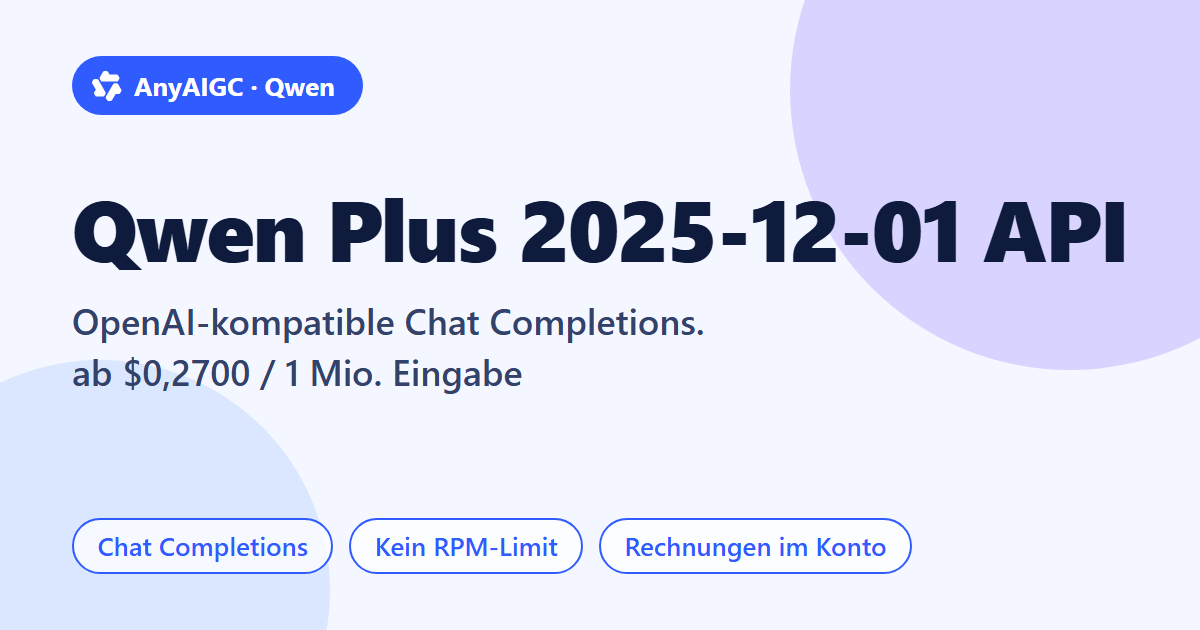 AnyAIGC · Qwen
Qwen Plus 2025-12-01 API
OpenAI-kompatible Chat Completions.
ab $0,2700 / 1 Mio. Eingabe
Chat Completions
Kein RPM-Limit
Rechnungen im Konto